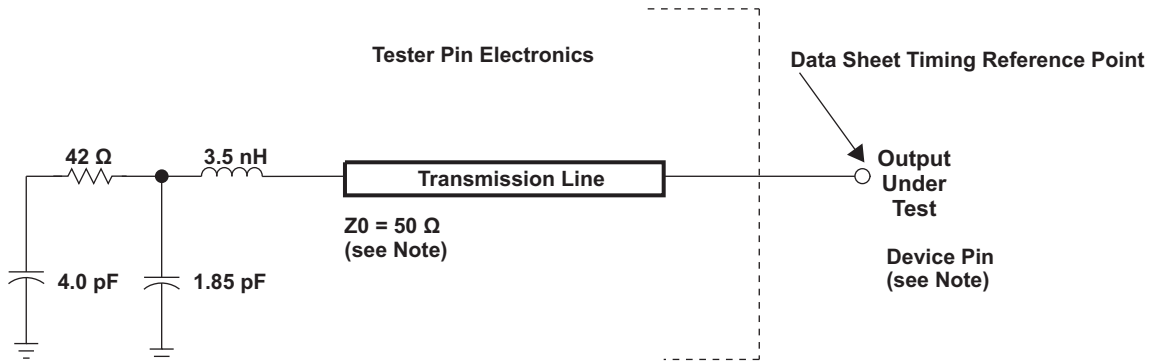 Tester Pin Electronics
Data Sheet Timing Reference Point
42 Ω
3.5 nH
Transmission Line
Output
Under
Test
Z0 = 50 Ω
(see Note)
Device Pin
(see Note)
4.0 pF
1.85 pF